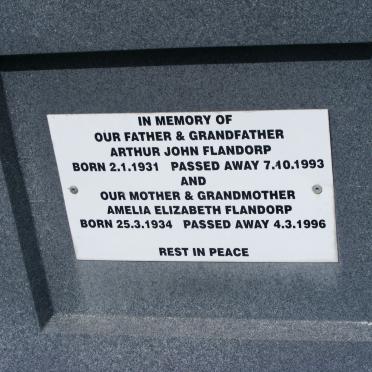 IN MEMORY OF
OUR FATHER & GRANDFATHER
ARTHUR JOHN FLANDORP
BORN 2.1.1931 PASSED AWAY 7.10.1993
AND
OUR MOTHER & GRANDMOTHER
AMELIA ELIZABETH FLANDORP
BORN 25.3.1934 PASSED AWAY 4.3.1996
REST IN PEACE